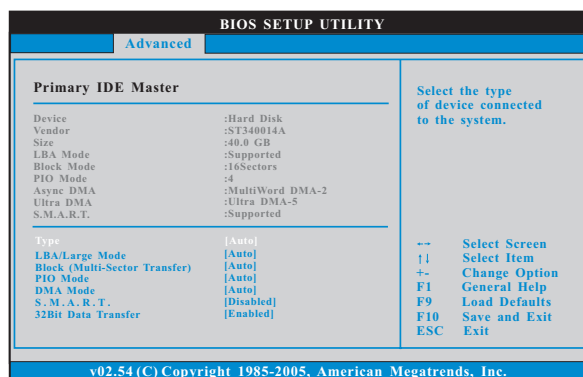 BIOS SETUP UTILITY
Advanced
Primary IDE Master
Device :Hard Disk
Vendor :ST340014A
Size :40.0 GB
LBA Mode :Supported
Block Mode :16Sectors
PIO Mode :4
Async DMA :MultiWord DMA-2
Ultra DMA :Ultra DMA-5
S.M.A.R.T. :Supported
Type [Auto]
LBA/Large Mode [Auto]
Block (Multi-Sector Transfer) [Auto]
PIO Mode [Auto]
DMA Mode [Auto]
S.M.A.R.T. [Disabled]
32Bit Data Transfer [Enabled]
Select the type
of device connected
to the system.
←→ Select Screen
↑↓ Select Item
+- Change Option
F1 General Help
F9 Load Defaults
F10 Save and Exit
ESC Exit
v02.54 (C) Copyright 1985-2005, American Megatrends, Inc.